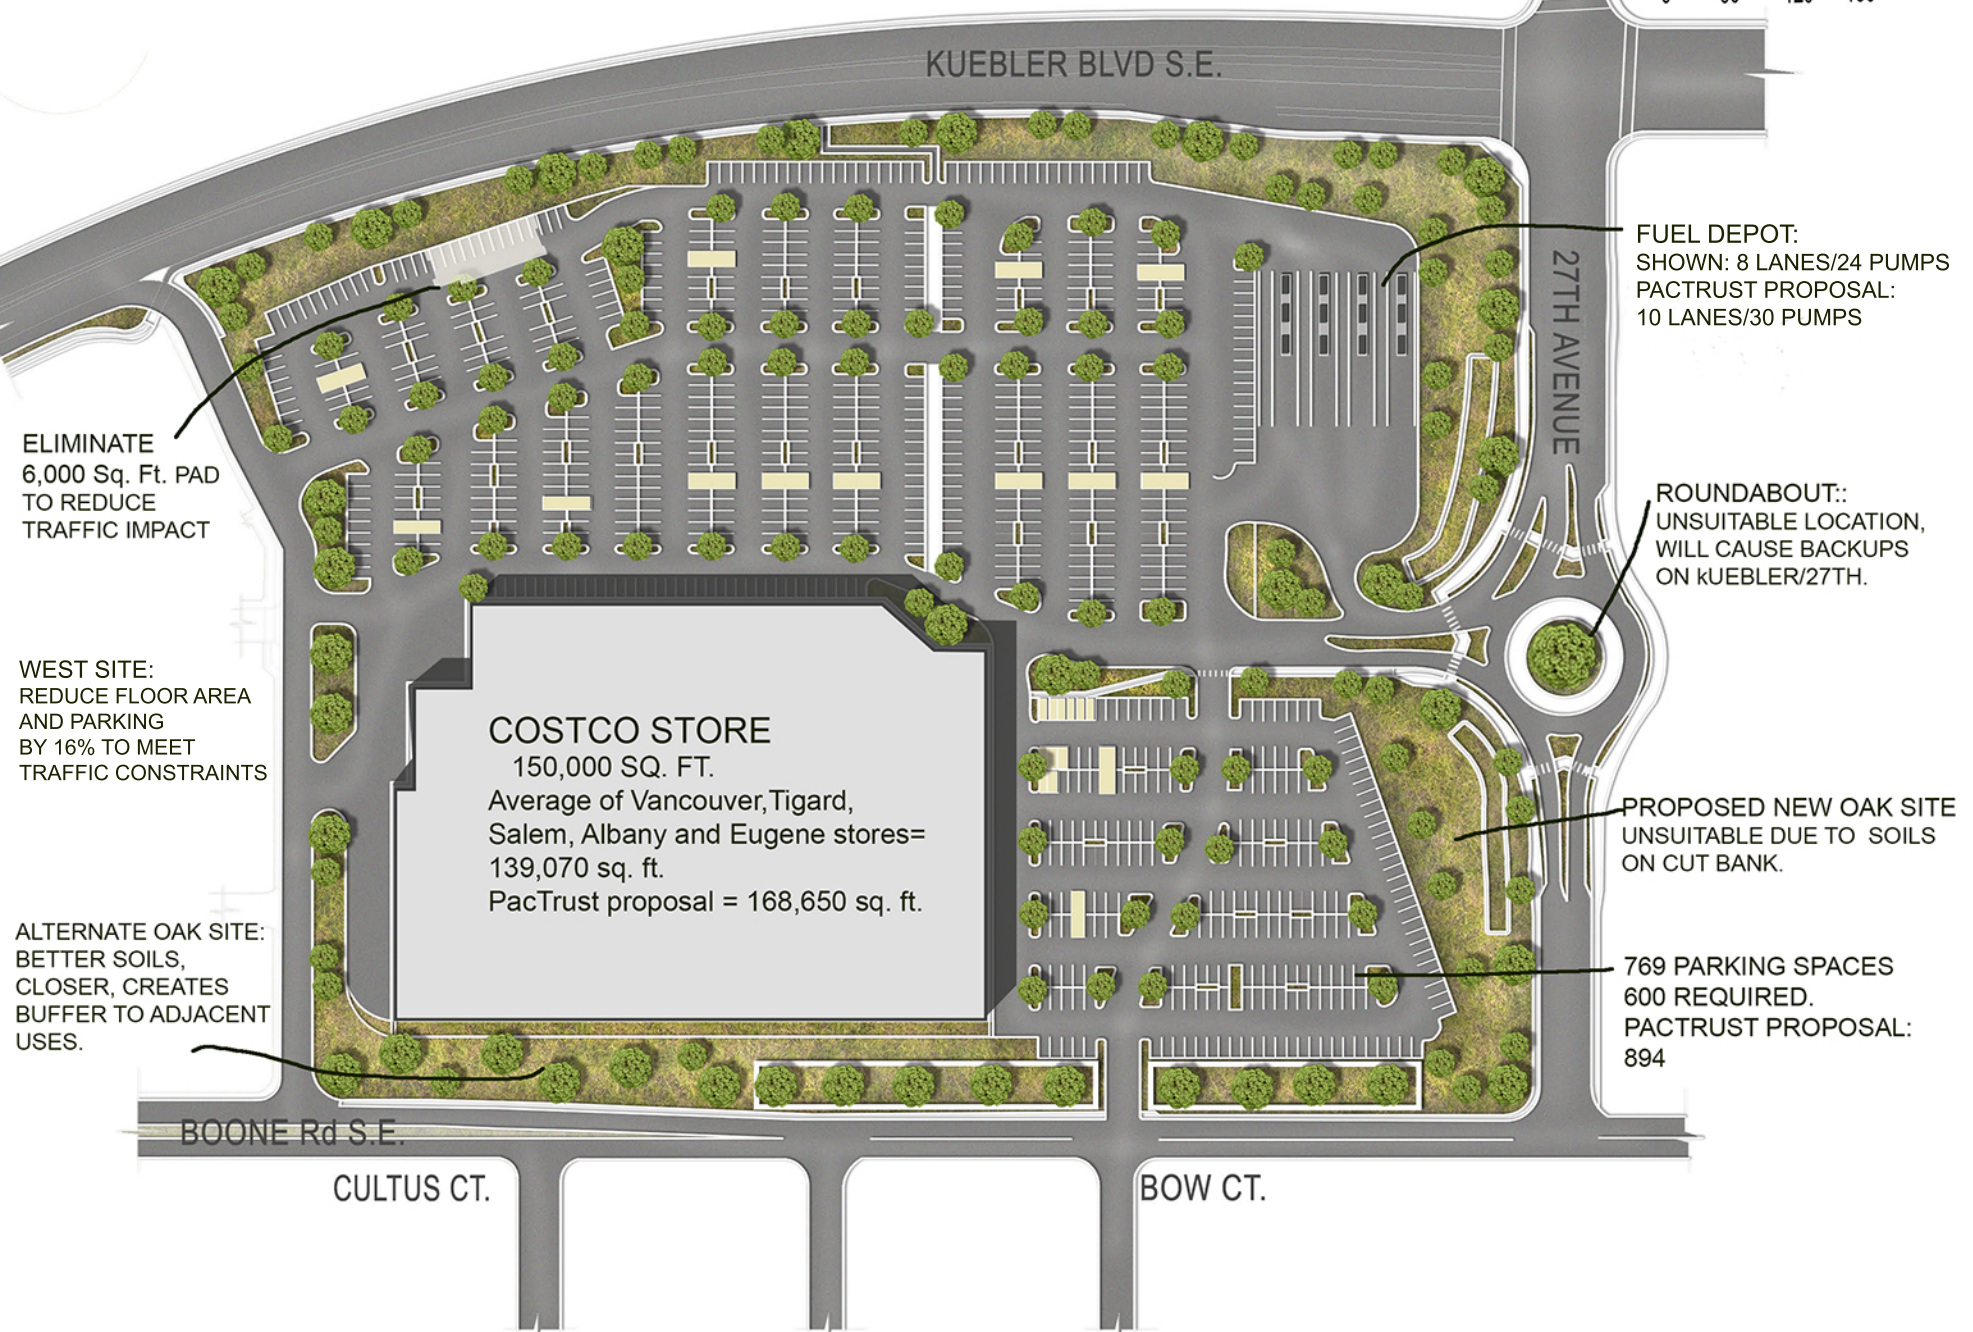 KUEBLER BLVD S.E.
27TH AVENUE
FUEL DEPOT:
SHOWN: 8 LANES/24 PUMPS
PACTRUST PROPOSAL:
10 LANES/30 PUMPS
ELIMINATE
6,000 Sq. Ft. PAD
TO REDUCE
TRAFFIC IMPACT
ROUNDABOUT::
UNSUITABLE LOCATION,
WILL CAUSE BACKUPS
ON kUEBLER/27TH.
WEST SITE:
REDUCE FLOOR AREA
AND PARKING
BY 16% TO MEET
TRAFFIC CONSTRAINTS
COSTCO STORE
150,000 SQ. FT.
Average of Vancouver,Tigard,
Salem, Albany and Eugene stores=
139,070 sq. ft.
PacTrust proposal = 168,650 sq. ft.
PROPOSED NEW OAK SITE
UNSUITABLE DUE TO SOILS
ON CUT BANK.
ALTERNATE OAK SITE:
BETTER SOILS,
CLOSER, CREATES
BUFFER TO ADJACENT
USES.
769 PARKING SPACES
600 REQUIRED.
PACTRUST PROPOSAL:
894
BOONE Rd S.E.
CULTUS CT.
BOW CT.